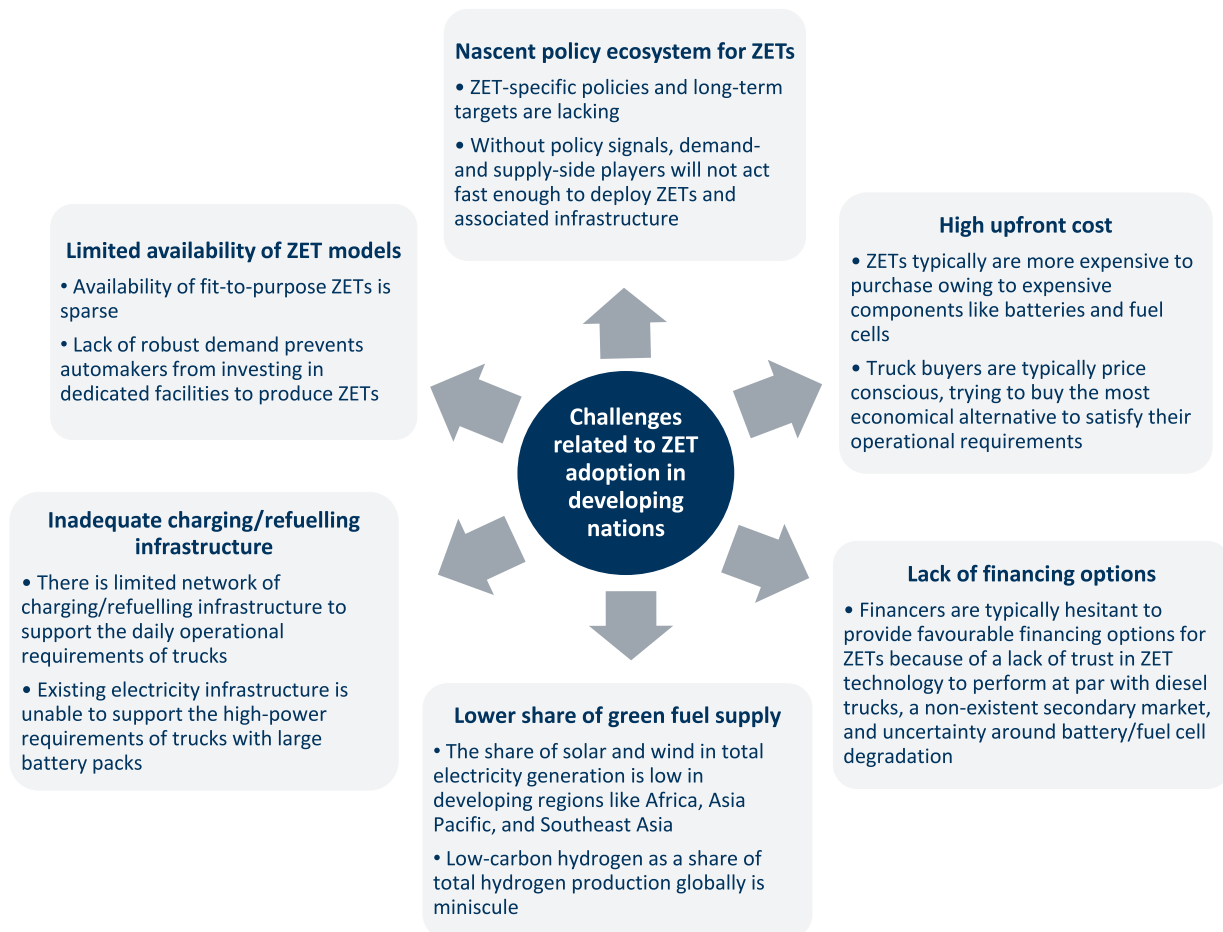 Nascent policy ecosystem for ZETs
• ZET-specific policies and long-term
targets are lacking
• Without policy signals, demand-
and supply-side players will not act
fast enough to deploy ZETs and
associated infrastructure
High upfront cost
• ZETs typically are more expensive to
purchase owing to expensive
components like batteries and fuel
cells
• Truck buyers are typically price
conscious, trying to buy the most
economical alternative to satisfy their
operational requirements
Limited availability of ZET models
• Availability of fit-to-purpose ZETs is
sparse
• Lack of robust demand prevents
automakers from investing in
dedicated facilities to produce ZETs
Challenges
related to ZET
adoption in
developing
nations
Inadequate charging/refuelling
infrastructure
• There is limited network of
charging/refuelling infrastructure to
support the daily operational
requirements of trucks
• Existing electricity infrastructure is
unable to support the high-power
requirements of trucks with large
battery packs
Lack of financing options
• Financers are typically hesitant to
provide favourable financing options for
ZETs because of a lack of trust in ZET
technology to perform at par with diesel
trucks, a non-existent secondary market,
and uncertainty around battery/fuel cell
degradation
Lower share of green fuel supply
• The share of solar and wind in total
electricity generation is low in
developing regions like Africa, Asia
Pacific, and Southeast Asia
• Low-carbon hydrogen as a share of
total hydrogen production globally is
miniscule